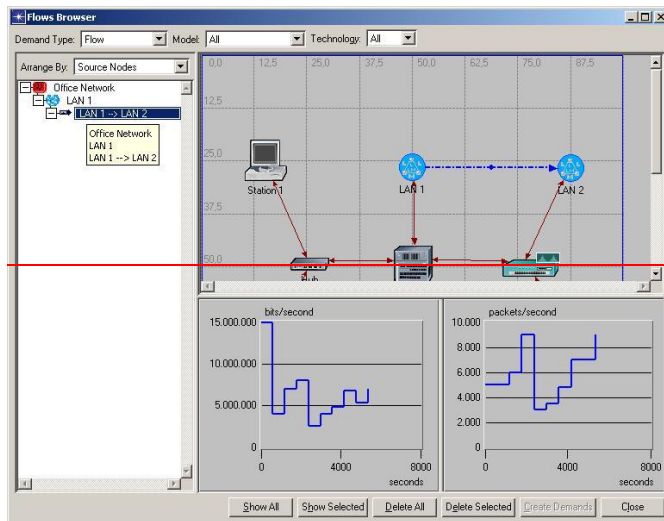 Flows Browser
Demand Type: Flow Model: All Technology: All
Arrange By: Source Nodes
Office Network
LAN 1
LAN 1 --> LAN 2
Office Network
LAN 1
LAN 1 --> LAN 2
0,0 12,5 25,0 37,5 50,0 62,5 75,0 87,5
12,5
25,0
37,5
50,0
Station 1
LAN 1
LAN 2
Hub
bits/second
15.000.000
10.000.000
5.000.000
0
0 4000 8000
seconds
packets/second
10.000
8.000
6.000
4.000
2.000
0
0 4000 8000
seconds
Show All Show Selected Delete All Delete Selected Create Demands Close